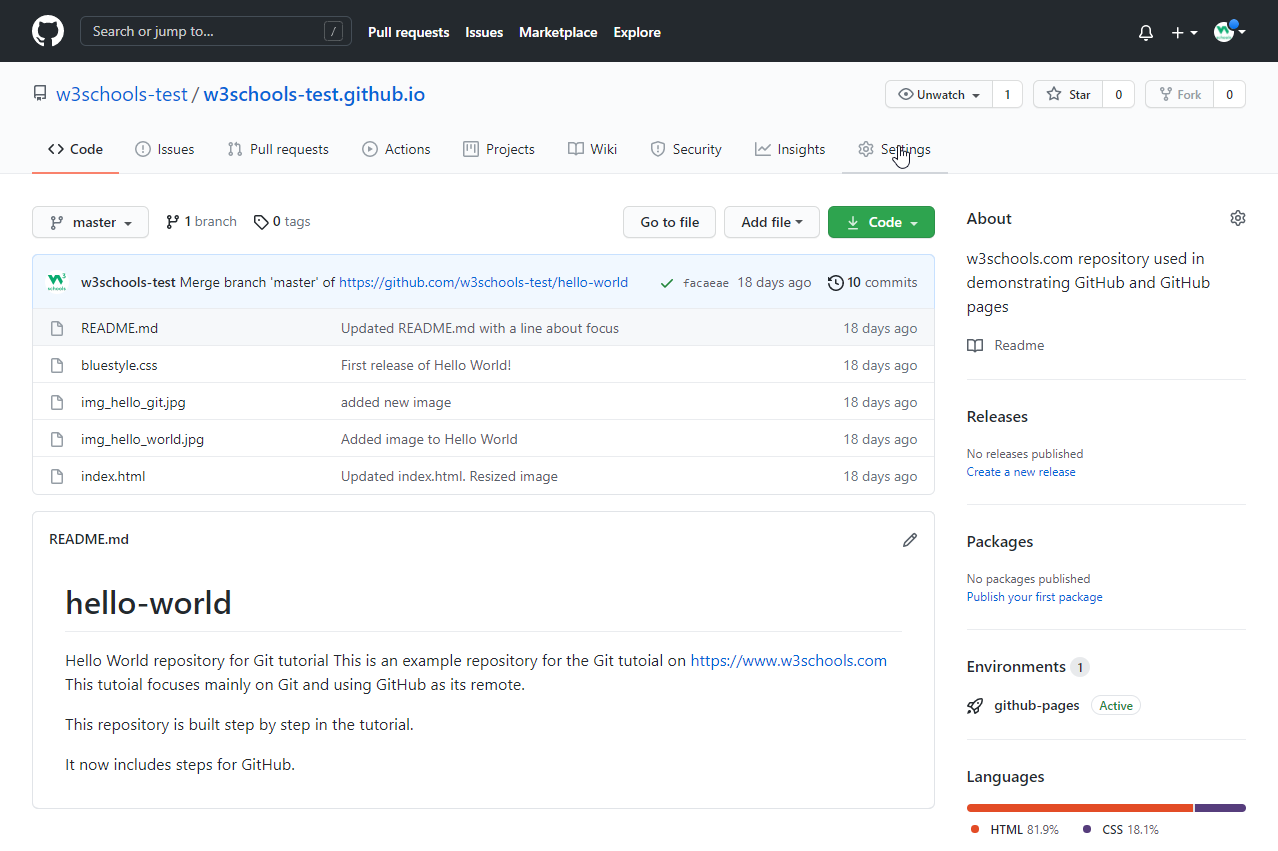 Search or jump to... / Pull requests Issues Marketplace Explore
w3schools-test / w3schools-test.github.io Unwatch 1 Star 0 Fork 0
Code Issues Pull requests Actions Projects Wiki Security Insights Settings
master 1 branch 0 tags Go to file Add file Code
w3schools-test Merge branch 'master' of https://github.com/w3schools-test/hello-world facaeae 18 days ago 10 commits
README.md Updated README.md with a line about focus 18 days ago
bluestyle.css First release of Hello World! 18 days ago
img_hello_git.jpg added new image 18 days ago
img_hello_world.jpg Added image to Hello World 18 days ago
index.html Updated index.html. Resized image 18 days ago
README.md
hello-world
Hello World repository for Git tutorial This is an example repository for the Git tutoial on https://www.w3schools.com
This tutoial focuses mainly on Git and using GitHub as its remote.
This repository is built step by step in the tutorial.
It now includes steps for GitHub.
About
w3schools.com repository used in
demonstrating GitHub and GitHub
pages
Readme
Releases
No releases published
Create a new release
Packages
No packages published
Publish your first package
Environments 1
github-pages Active
Languages
HTML 81.9% CSS 18.1%